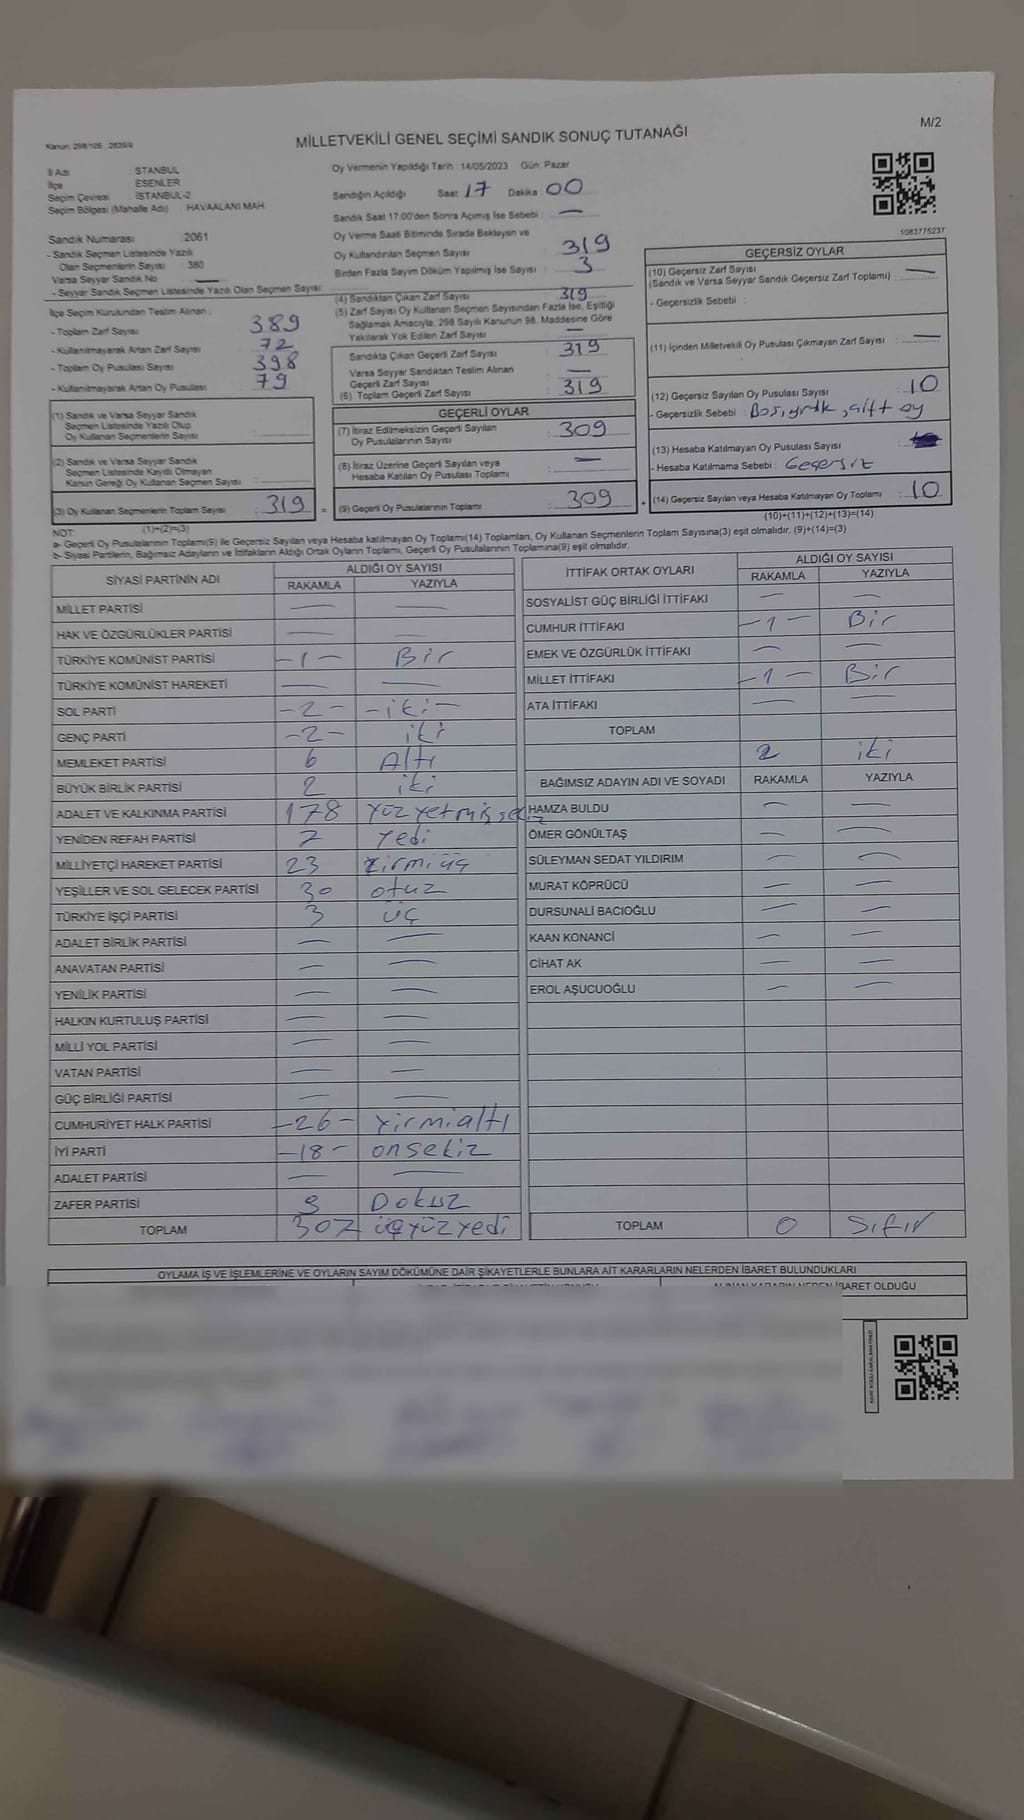 M/2
Kanun: 298/105 , 2839/4
MİLLETVEKİLİ GENEL SEÇİMİ SANDIK SONUÇ TUTANAĞI
İl Adı : STANBUL
İlçe : ESENLER
Seçim Çevresi : İSTANBUL-2
Seçim Bölgesi (Mahalle Adı) : HAVAALANI MAH.
Sandık Numarası : 2061
- Sandık Seçmen Listesinde Yazılı
Olan Seçmenlerin Sayısı : 380
Varsa Seyyar Sandık No : —
- Seyyar Sandık Seçmen Listesinde Yazılı Olan Seçmen Sayısı:
İlçe Seçim Kurulundan Teslim Alınan :
- Toplam Zarf Sayısı : 389
- Kullanılmayarak Artan Zarf Sayısı : 72
- Toplam Oy Pusulası Sayısı : 398
- Kullanılmayarak Artan Oy Pusulası : 79
(1) Sandık ve Varsa Seyyar Sandık
Seçmen Listesinde Yazılı Olup
Oy Kullanan Seçmenlerin Sayısı :
(2) Sandık ve Varsa Seyyar Sandık
Seçmen Listesinde Kayıtlı Olmayan
Kanun Gereği Oy Kullanan Seçmen Sayısı :
(3) Oy Kullanan Seçmenlerin Toplam Sayısı : 319 =
(1)+(2)=(3)
Oy Vermenin Yapıldığı Tarih : 14/05/2023 Gün: Pazar
Sandığın Açıldığı Saat: 17 Dakika : 00
Sandık Saat 17:00'den Sonra Açımış İse Sebebi : —
Oy Verme Saati Bitiminde Sırada Bekleyen ve
Oy Kullandırılan Seçmen Sayısı : 319
Birden Fazla Sayım Döküm Yapılmış İse Sayısı : 3
(4) Sandıktan Çıkan Zarf Sayısı : 319
(5) Zarf Sayısı Oy Kullanan Seçmen Sayısından Fazla İse, Eşitliği
Sağlamak Amacıyla, 298 Sayılı Kanunun 98. Maddesine Göre
Yakılarak Yok Edilen Zarf Sayısı : —
Sandıkta Çıkan Geçerli Zarf Sayısı : 319
Varsa Seyyar Sandıktan Teslim Alınan
Geçerli Zarf Sayısı : —
(6) Toplam Geçerli Zarf Sayısı : 319
GEÇERLİ OYLAR
(7) İtiraz Edilmeksizin Geçerli Sayılan
Oy Pusulalarının Sayısı : 309
(8) İtiraz Üzerine Geçerli Sayılan veya
Hesaba Katılan Oy Pusulası Toplamı : —
(9) Geçerli Oy Pusulalarının Toplamı : 309 +
1083775237
GEÇERSİZ OYLAR
(10) Geçersiz Zarf Sayısı : —
(Sandık ve Varsa Seyyar Sandık Geçersiz Zarf Toplamı)
- Geçersizlik Sebebi :
(11) İçinden Milletvekili Oy Pusulası Çıkmayan Zarf Sayısı : —
(12) Geçersiz Sayılan Oy Pusulası Sayısı : 10
- Geçersizlik Sebebi : Boş, yırtık, çift oy
(13) Hesaba Katılmayan Oy Pusulası Sayısı :
- Hesaba Katılmama Sebebi : Geçersiz
(14) Geçersiz Sayılan veya Hesaba Katılmayan Oy Toplamı : 10
(10)+(11)+(12)+(13)=(14)
NOT:
a- Geçerli Oy Pusulalarının Toplamı(9) ile Geçersiz Sayılan veya Hesaba katılmayan Oy Toplamı(14) Toplamları, Oy Kullanan Seçmenlerin Toplam Sayısına(3) eşit olmalıdır. (9)+(14)=(3)
b- Siyasi Partilerin, Bağımsız Adayların ve İttifakların Aldığı Ortak Oyların Toplamı, Geçerli Oy Pusulalarının Toplamına(9) eşit olmalıdır.
SİYASİ PARTİNİN ADI ALDIĞI OY SAYISI
RAKAMLA YAZIYLA
MİLLET PARTİSİ — —
HAK VE ÖZGÜRLÜKLER PARTİSİ — —
TÜRKİYE KOMÜNİST PARTİSİ -1- Bir
TÜRKİYE KOMÜNİST HAREKETİ — —
SOL PARTİ -2- -iki-
GENÇ PARTİ -2- iki
MEMLEKET PARTİSİ 6 Altı
BÜYÜK BİRLİK PARTİSİ 2 iki
ADALET VE KALKINMA PARTİSİ 178 Yüzyetmişsekiz
YENİDEN REFAH PARTİSİ 7 Yedi
MİLLİYETÇİ HAREKET PARTİSİ 23 Yirmiüç
YEŞİLLER VE SOL GELECEK PARTİSİ 30 otuz
TÜRKİYE İŞÇİ PARTİSİ 3 üç
ADALET BİRLİK PARTİSİ — —
ANAVATAN PARTİSİ — —
YENİLİK PARTİSİ — —
HALKIN KURTULUŞ PARTİSİ — —
MİLLİ YOL PARTİSİ — —
VATAN PARTİSİ — —
GÜÇ BİRLİĞİ PARTİSİ — —
CUMHURİYET HALK PARTİSİ -26- Yirmialtı
İYİ PARTİ -18- onsekiz
ADALET PARTİSİ — —
ZAFER PARTİSİ 9 Dokuz
TOPLAM 307 üçyüzyedi
İTTİFAK ORTAK OYLARI ALDIĞI OY SAYISI
RAKAMLA YAZIYLA
SOSYALİST GÜÇ BİRLİĞİ İTTİFAKI — —
CUMHUR İTTİFAKI -1- Bir
EMEK VE ÖZGÜRLÜK İTTİFAKI — —
MİLLET İTTİFAKI -1- Bir
ATA İTTİFAKI — —
TOPLAM 2 iki
BAĞIMSIZ ADAYIN ADI VE SOYADI RAKAMLA YAZIYLA
HAMZA BULDU — —
ÖMER GÖNÜLTAŞ — —
SÜLEYMAN SEDAT YILDIRIM — —
MURAT KÖPRÜCÜ — —
DURSUNALİ BACIOĞLU — —
KAAN KONANCİ — —
CİHAT AK — —
EROL AŞUCUOĞLU — —
TOPLAM 0 Sıfır
OYLAMA İŞ VE İŞLEMLERİNE VE OYLARIN SAYIM DÖKÜMÜNE DAİR ŞİKAYETLERLE BUNLARA AİT KARARLARIN NELERDEN İBARET BULUNDUKLARI
ALINAN KARARIN NEDEN İBARET OLDUĞU